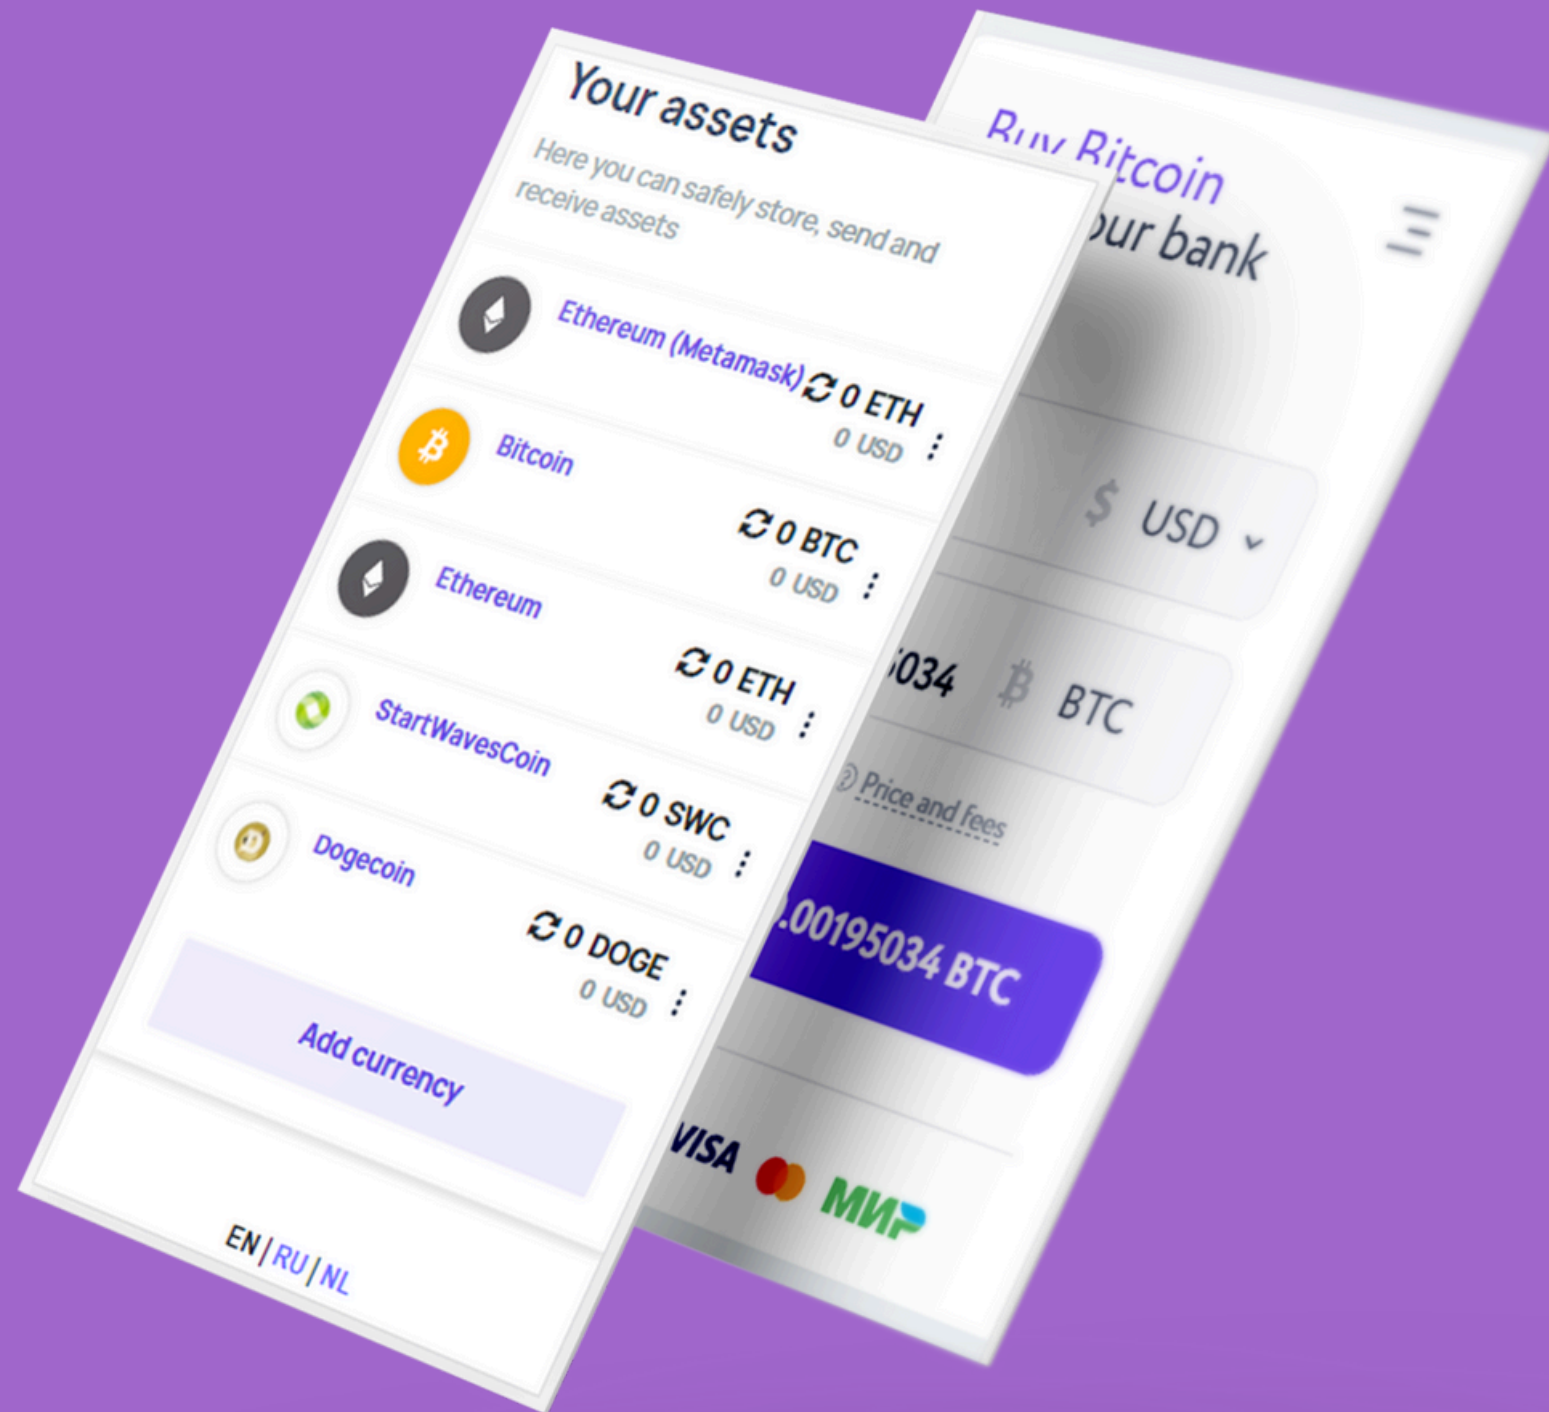 Your assets
Here you can safely store, send and
receive assets
Ethereum (Metamask)
0 ETH
0 USD
Bitcoin
0 BTC
0 USD
Ethereum
0 ETH
0 USD
StartWavesCoin
0 SWC
0 USD
Dogecoin
0 DOGE
0 USD
Add currency
EN|RU|NL
Buy Bitcoin
our bank
$ USD
5034 BTC
Price and fees
.00195034 BTC
VISA
МИР